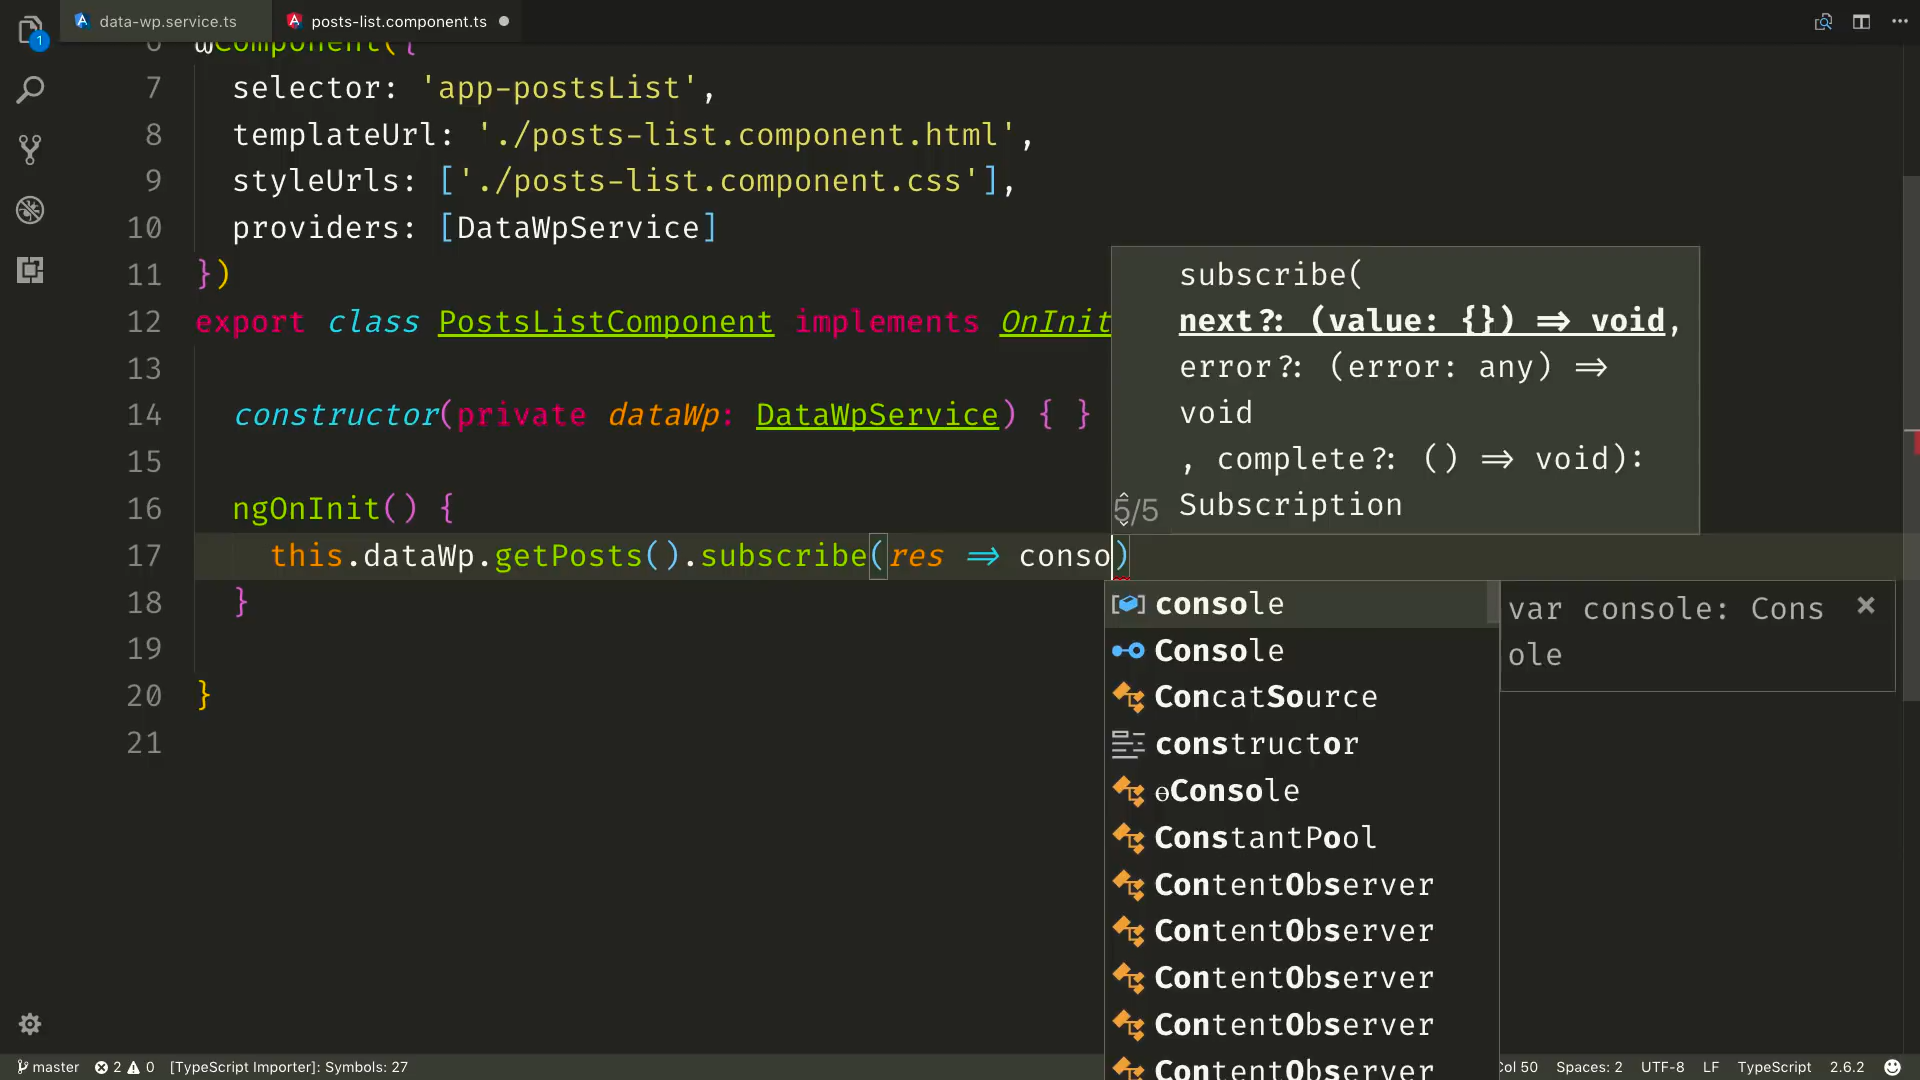 data-wp.service.ts
posts-list.component.ts
1
6 @Component({
7 selector: 'app-postsList',
8 templateUrl: './posts-list.component.html',
9 styleUrls: ['./posts-list.component.css'],
10 providers: [DataWpService]
11 })
12 export class PostsListComponent implements OnInit
13
14 constructor(private dataWp: DataWpService) { }
15
16 ngOnInit() {
17 this.dataWp.getPosts().subscribe(res => conso)
18 }
19
20 }
21
subscribe(
next?: (value: {}) => void,
error?: (error: any) =>
void
, complete?: () => void):
5/5 Subscription
console
Console
ConcatSource
constructor
ɵConsole
ConstantPool
ContentObserver
ContentObserver
ContentObserver
ContentObserver
ContentObserver
var console: Cons
ole
master 2 0 [TypeScript Importer]: Symbols: 27
Col 50 Spaces: 2 UTF-8 LF TypeScript 2.6.2